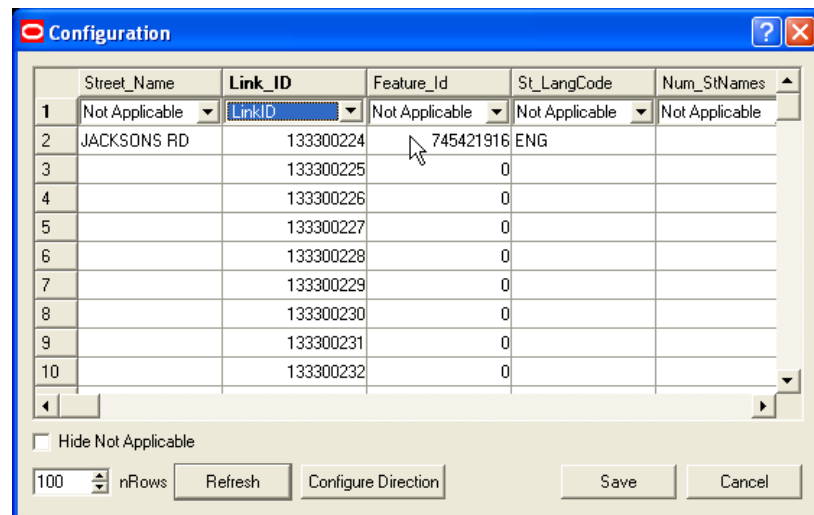 Configuration
Street_Name Link_ID Feature_Id St_LangCode Num_StNames
1 Not Applicable LinkID Not Applicable Not Applicable Not Applicable
2 JACKSONS RD 133300224 745421916 ENG
3 133300225 0
4 133300226 0
5 133300227 0
6 133300228 0
7 133300229 0
8 133300230 0
9 133300231 0
10 133300232 0
Hide Not Applicable
100 nRows Refresh Configure Direction Save Cancel